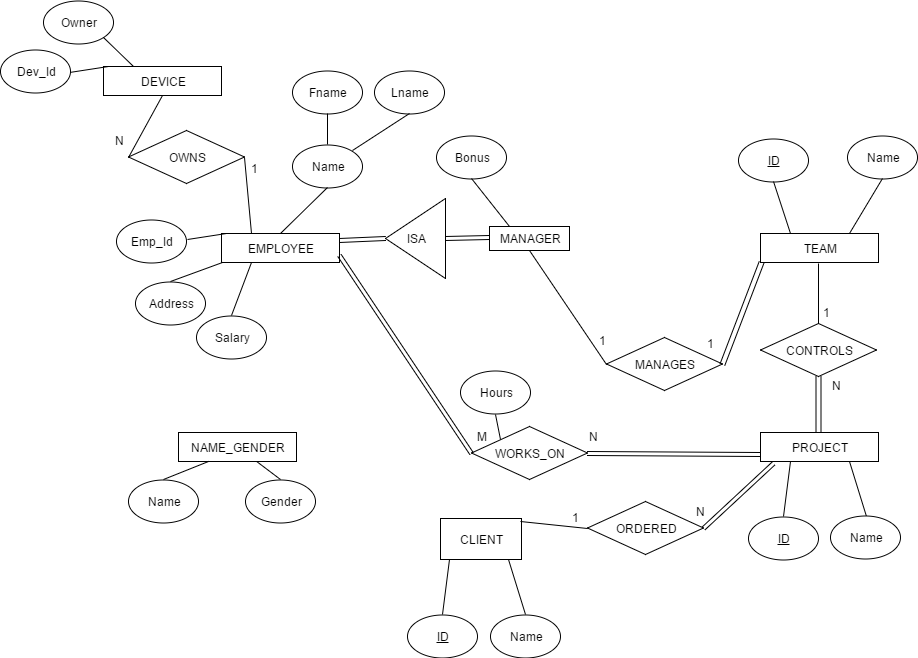 Owner
Dev_Id
DEVICE
Fname
Lname
N
OWNS
1
Name
Bonus
ID
Name
Emp_Id
EMPLOYEE
ISA
MANAGER
TEAM
Address
Salary
1
MANAGES
1
1
CONTROLS
N
Hours
M
WORKS_ON
N
PROJECT
NAME_GENDER
Name
Gender
1
ORDERED
N
CLIENT
ID
Name
ID
Name